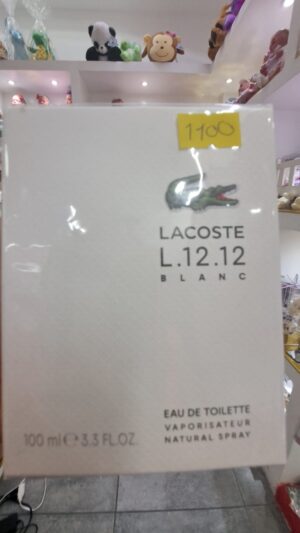 1100
LACOSTE
L.12.12
BLANC
EAU DE TOILETTE
VAPORISATEUR
NATURAL SPRAY
100 ml € 3.3 FL.OZ.